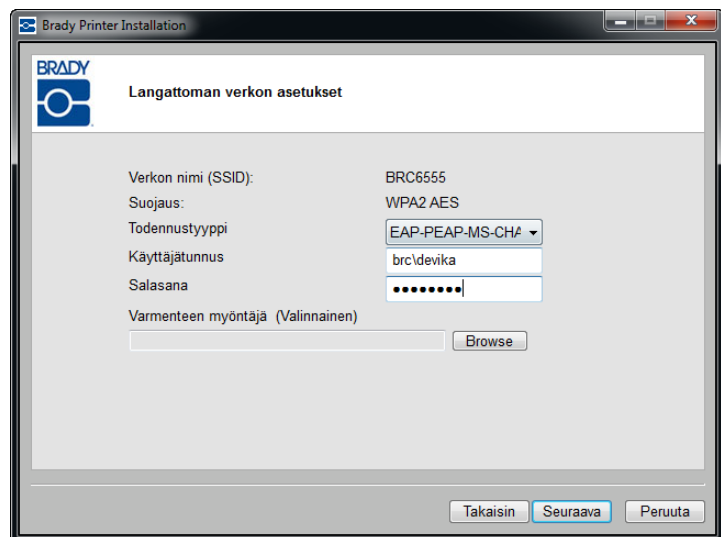 Brady Printer Installation
BRADY
Langattoman verkon asetukset
Verkon nimi (SSID): BRC6555
Suojaus: WPA2 AES
Todennustyyppi EAP-PEAP-MS-CHA
Käyttäjätunnus brc\devika
Salasana ●●●●●●●●
Varmenteen myöntäjä (Valinnainen)
Browse
Takaisin Seuraava Peruuta